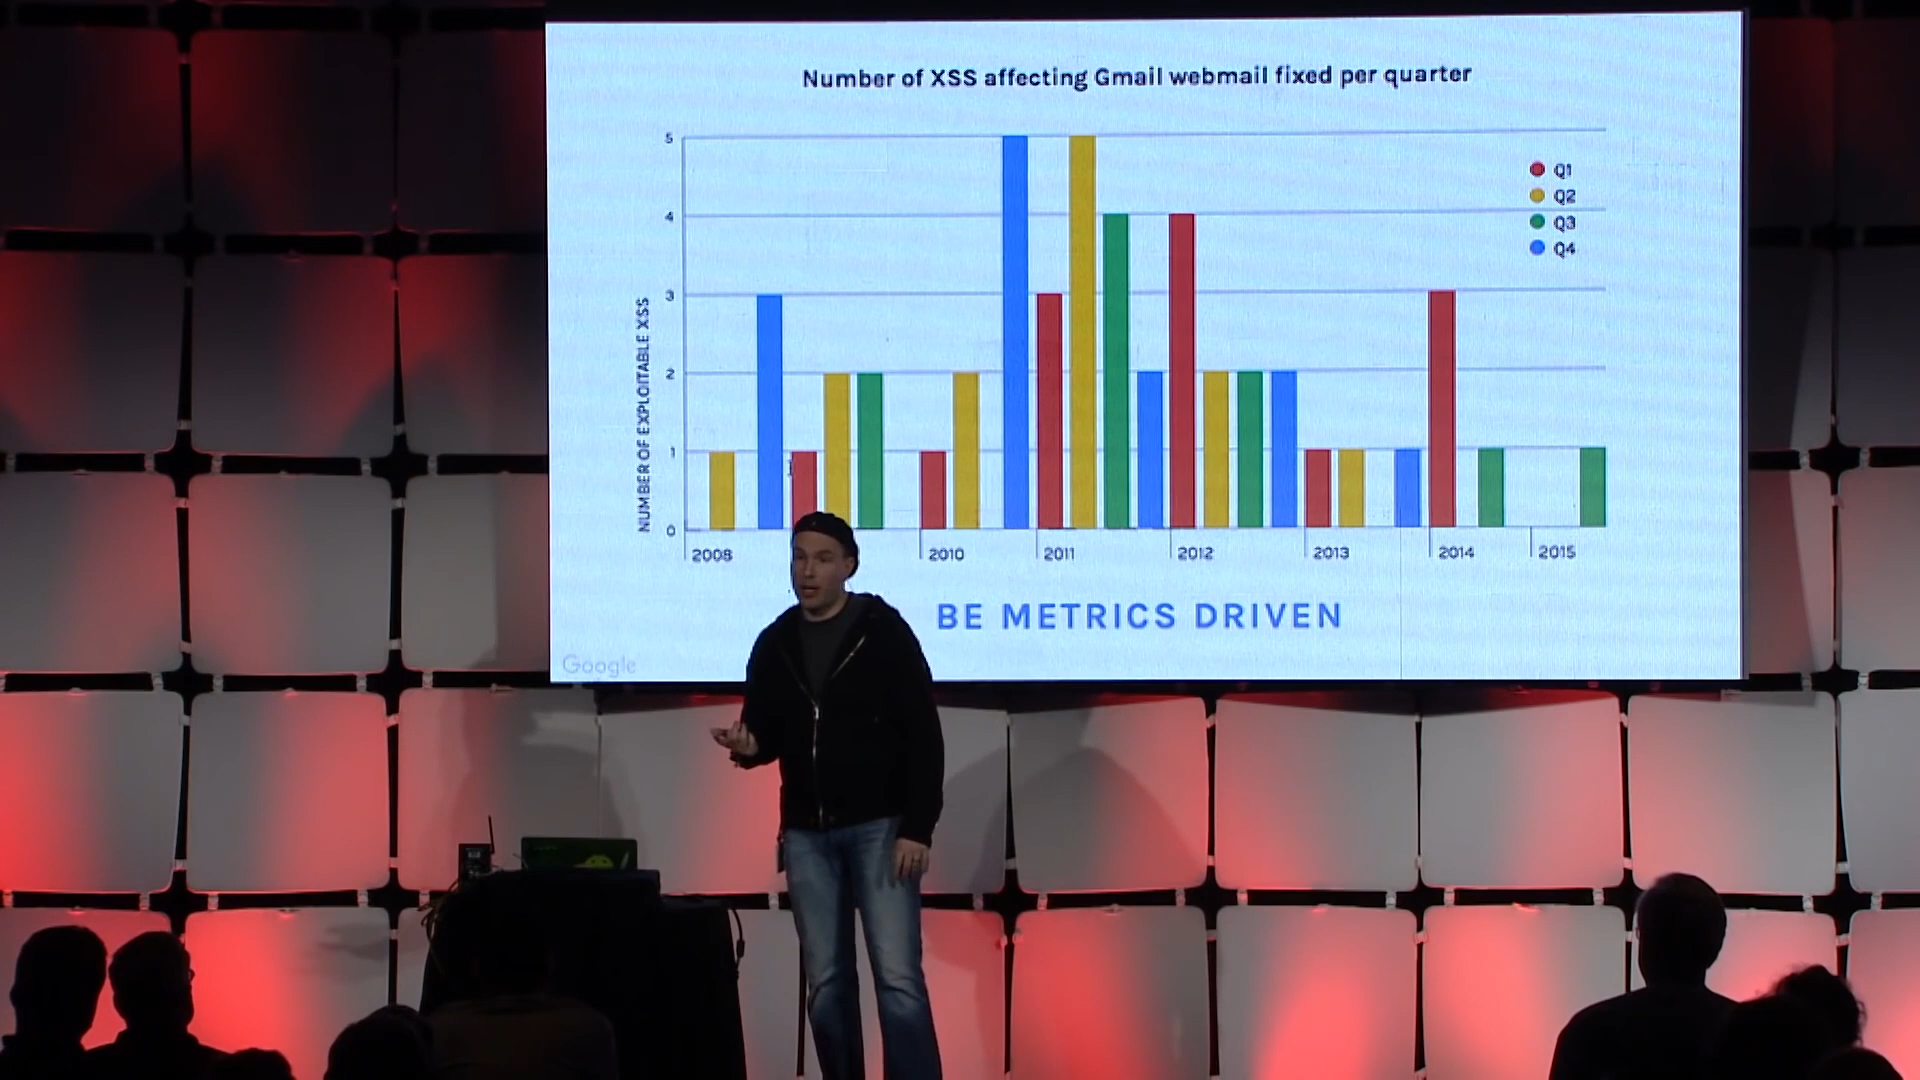 Number of XSS affecting Gmail webmail fixed per quarter
NUMBER OF EXPLOITABLE XSS
5
4
3
2
1
0
Q1
Q2
Q3
Q4
2008
2010
2011
2012
2013
2014
2015
BE METRICS DRIVEN
Google